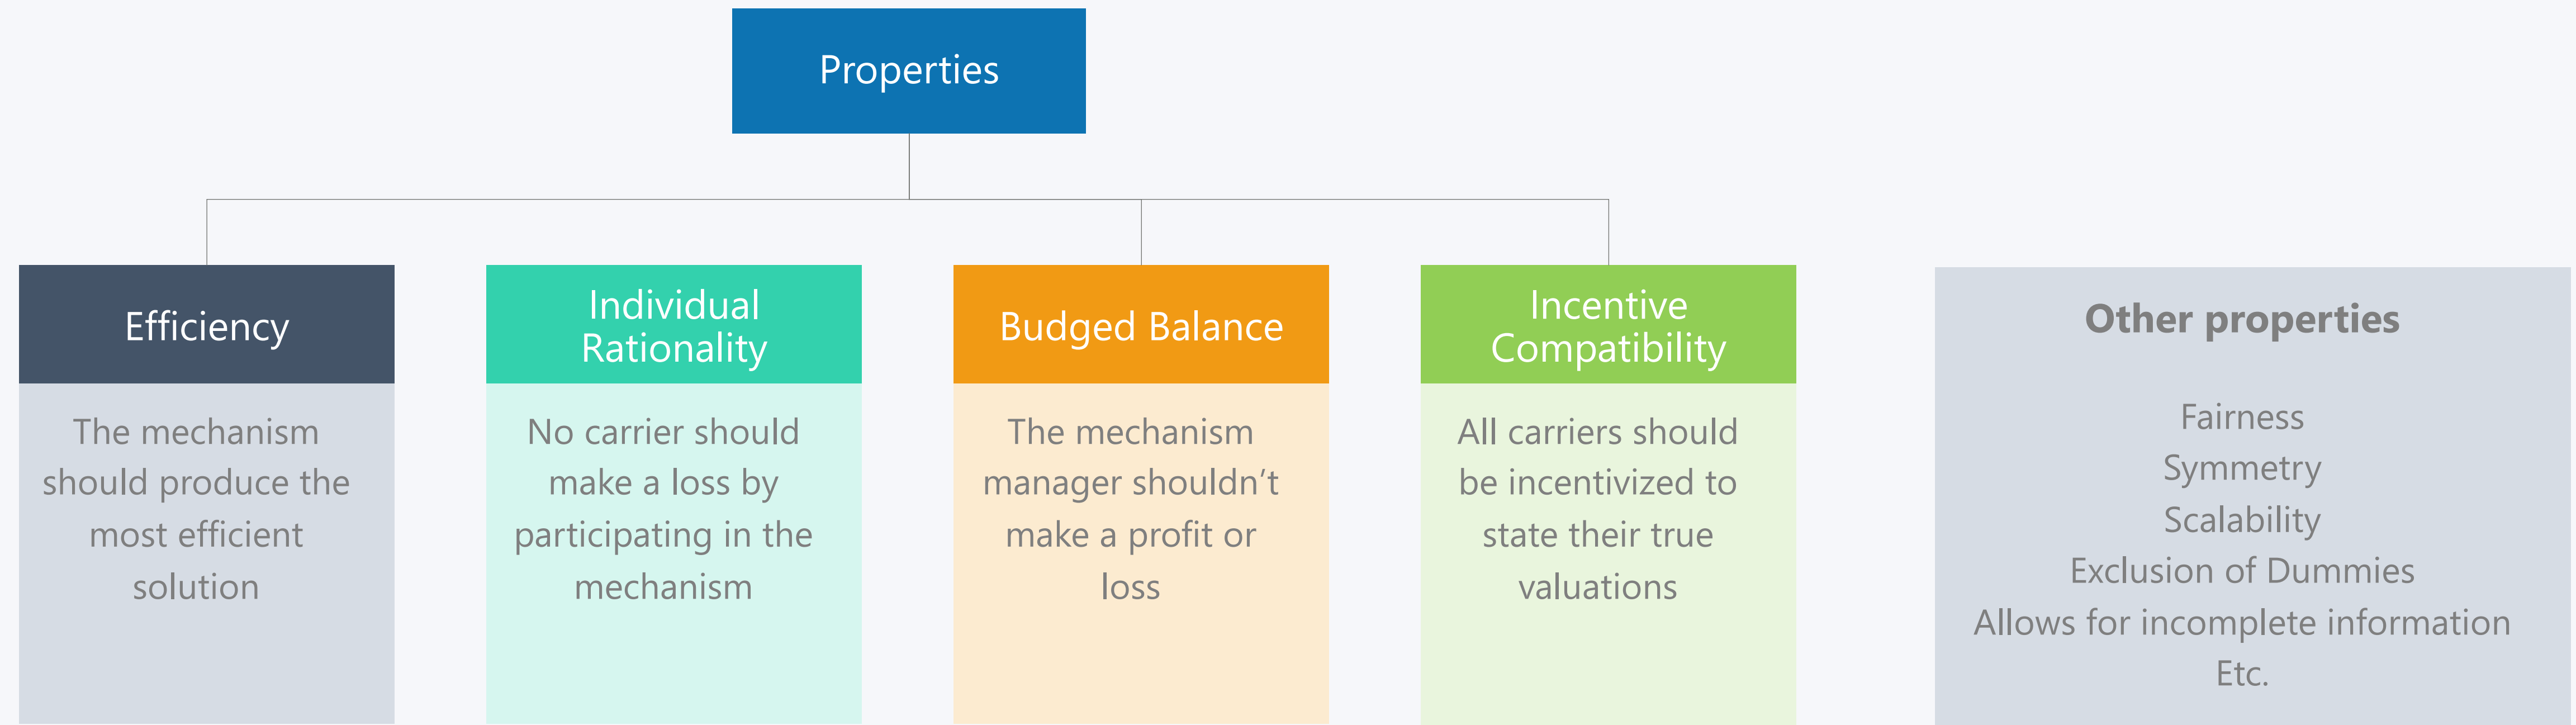 Properties
Efficiency
The mechanism
should produce the
most efficient
solution
Individual
Rationality
No carrier should
make a loss by
participating in the
mechanism
Budged Balance
The mechanism
manager shouldn’t
make a profit or
loss
Incentive
Compatibility
All carriers should
be incentivized to
state their true
valuations
Other properties
Fairness
Symmetry
Scalability
Exclusion of Dummies
Allows for incomplete information
Etc.